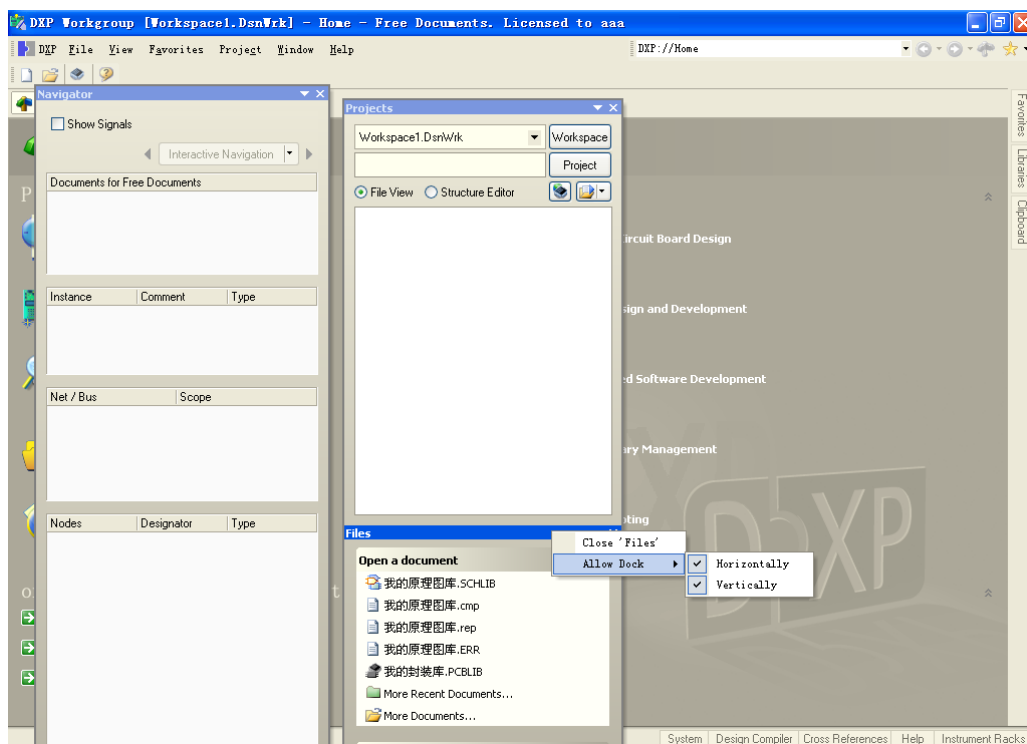 DXP Workgroup [Workspace1.DsnWrk] - Home - Free Documents. Licensed to aaa
DXP File View Favorites Project Window Help
DXP://Home
Navigator
Show Signals
Interactive Navigation
Documents for Free Documents
Instance Comment Type
Net / Bus Scope
Nodes Designator Type
Projects
Workspace1.DsnWrk Workspace
Project
File View Structure Editor
Files
Open a document
我的原理图库.SCHLIB
我的原理图库.cmp
我的原理图库.rep
我的原理图库.ERR
我的封装库.PCBLIB
More Recent Documents...
More Documents...
Close 'Files'
Allow Dock
Horizontally
Vertically
Circuit Board Design
sign and Development
ed Software Development
ary Management
pting
DXP
Favorites
Libraries
Clipboard
System Design Compiler Cross References Help Instrument Racks